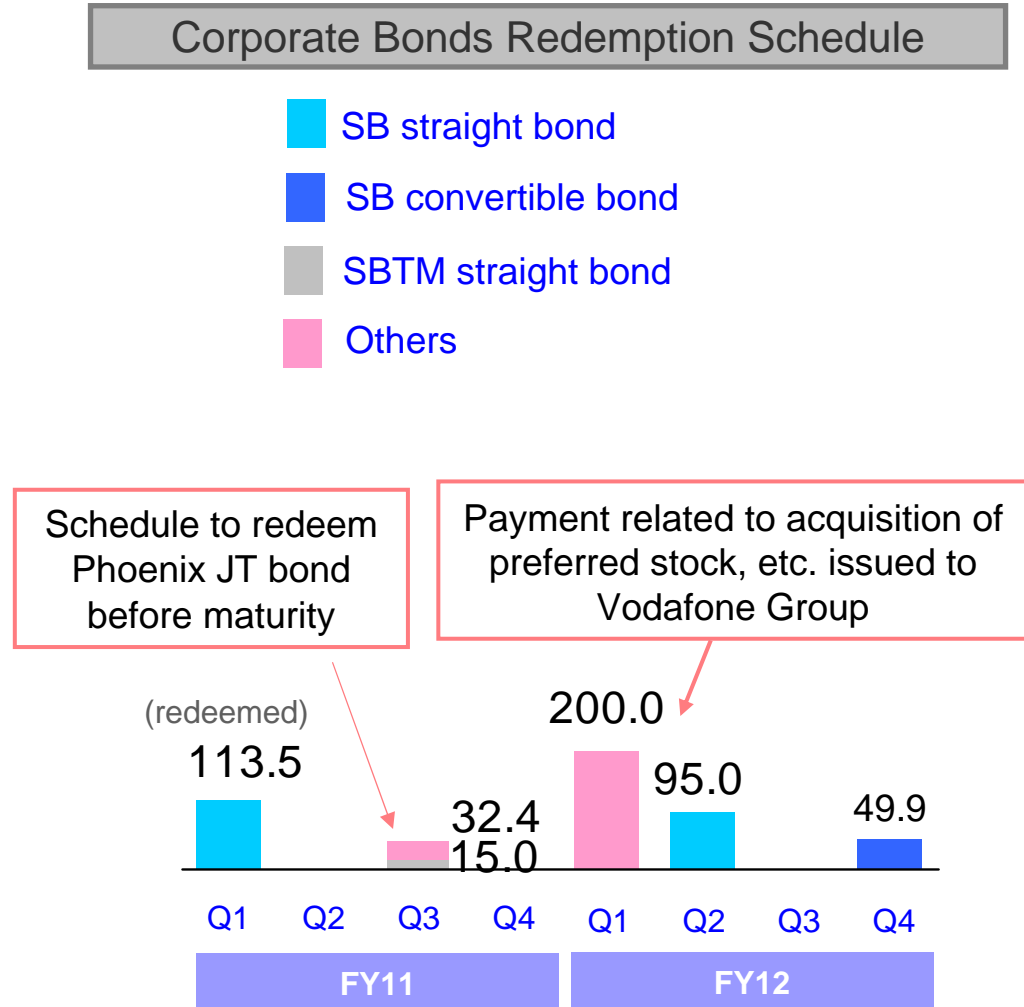 Corporate Bonds Redemption Schedule
SB straight bond
SB convertible bond
SBTM straight bond
Others
Schedule to redeem
Phoenix JT bond
before maturity
Payment related to acquisition of
preferred stock, etc. issued to
Vodafone Group
(redeemed)
113.5
32.4
15.0
200.0
95.0
49.9
Q1 Q2 Q3 Q4 Q1 Q2 Q3 Q4
FY11 FY12